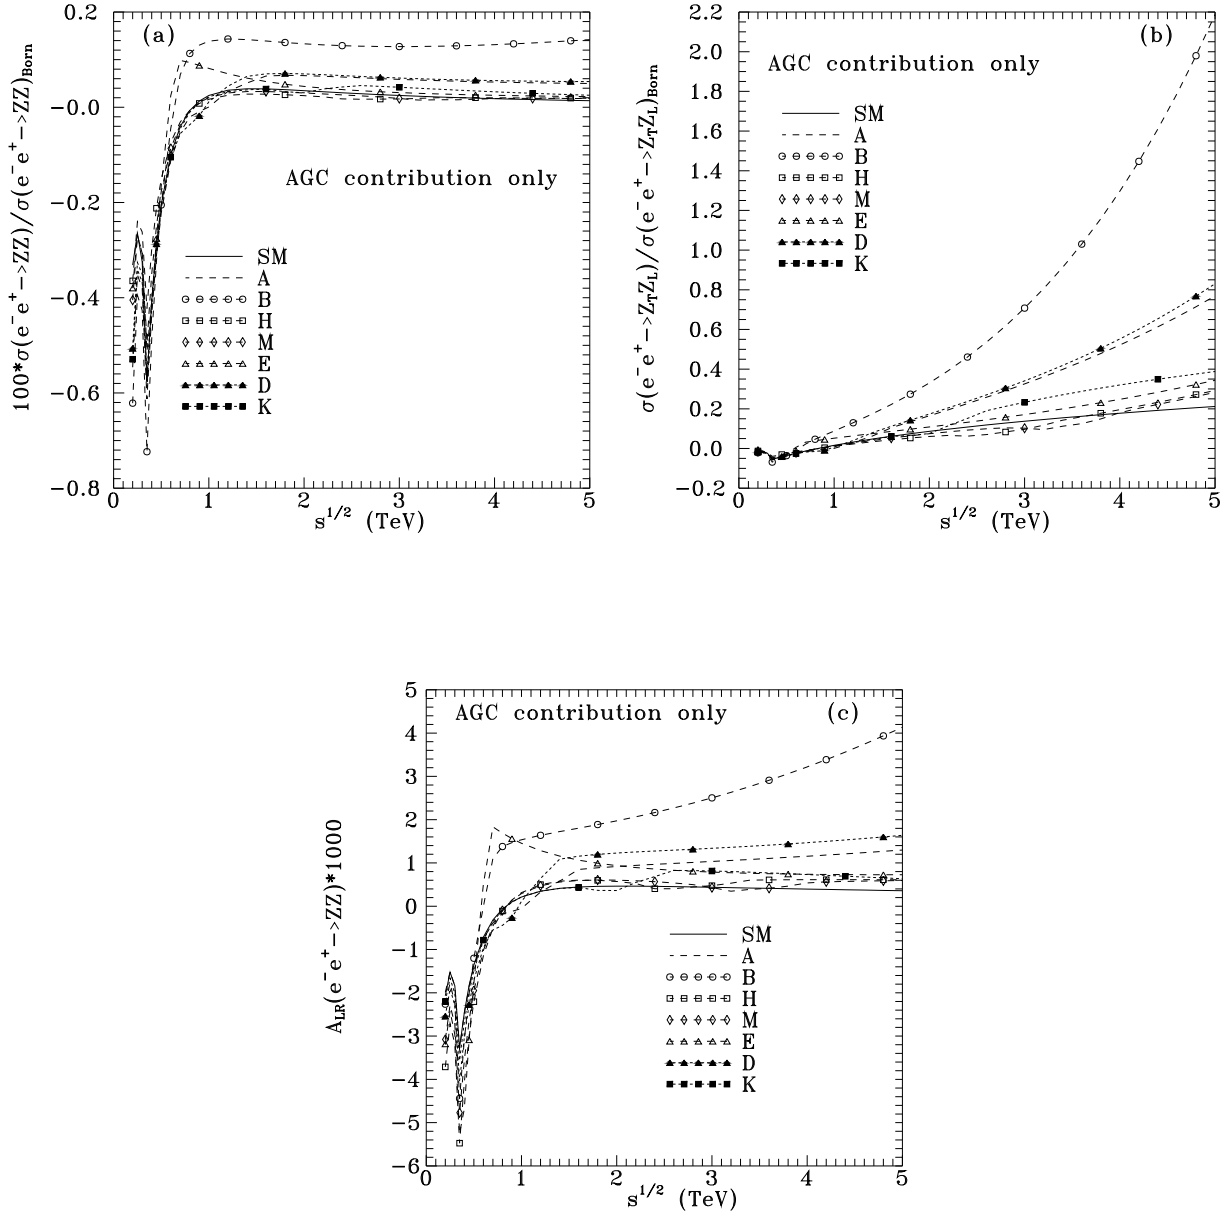 (a)
100*σ(e⁻e⁺−>ZZ)/σ(e⁻e⁺−>ZZ)Born
0.2
−0.0
−0.2
−0.4
−0.6
−0.8
AGC contribution only
SM
A
B
H
M
E
D
K
0 1 2 3 4 5
s^1/2 (TeV)
(b)
σ(e⁻e⁺−>Z_TZ_L)/σ(e⁻e⁺−>Z_TZ_L)Born
2.2
2.0
1.8
1.6
1.4
1.2
1.0
0.8
0.6
0.4
0.2
0.0
−0.2
AGC contribution only
SM
A
B
H
M
E
D
K
0 1 2 3 4 5
s^1/2 (TeV)
AGC contribution only (c)
A_LR(e⁻e⁺−>ZZ)*1000
5
4
3
2
1
0
−1
−2
−3
−4
−5
−6
SM
A
B
H
M
E
D
K
0 1 2 3 4 5
s^1/2 (TeV)